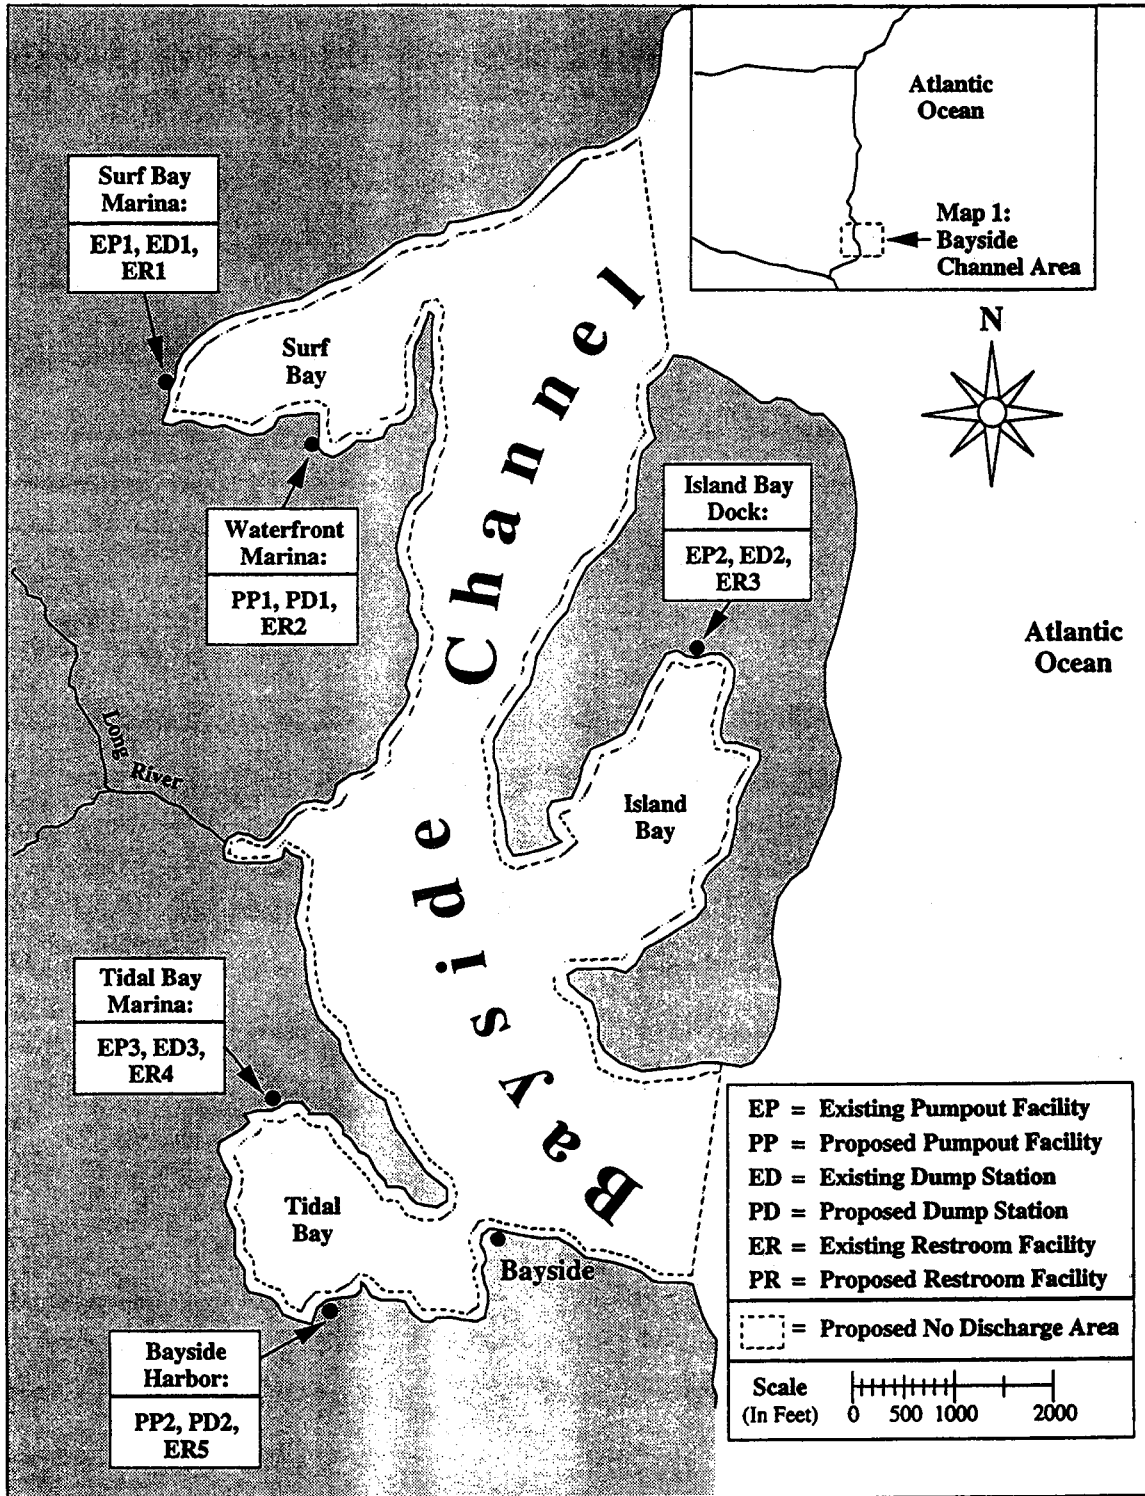 Atlantic
Ocean
Map 1:
Bayside
Channel Area
N
Surf Bay
Marina:
EP1, ED1,
ER1
Surf
Bay
Waterfront
Marina:
PP1, PD1,
ER2
Island Bay
Dock:
EP2, ED2,
ER3
Atlantic
Ocean
Long River
Island
Bay
Bayside Channel
Tidal Bay
Marina:
EP3, ED3,
ER4
Tidal
Bay
Bayside
Bayside
Harbor:
PP2, PD2,
ER5
EP = Existing Pumpout Facility
PP = Proposed Pumpout Facility
ED = Existing Dump Station
PD = Proposed Dump Station
ER = Existing Restroom Facility
PR = Proposed Restroom Facility
= Proposed No Discharge Area
Scale
(In Feet)
0 500 1000 2000